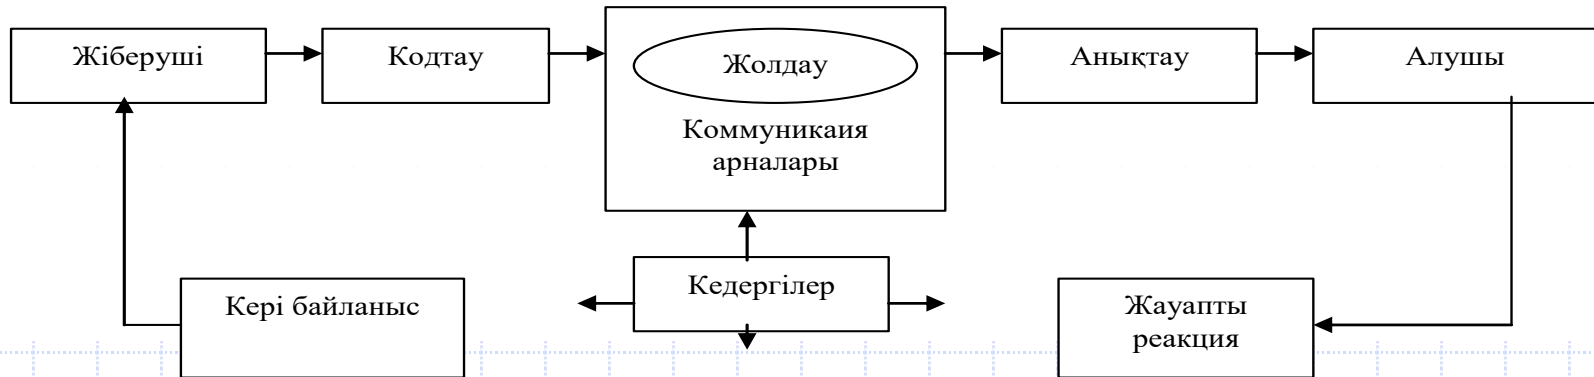 Жіберуші
Кодтау
Жолдау
Коммуникаия
арналары
Анықтау
Алушы
Кері байланыс
Кедергілер
Жауапты
реакция